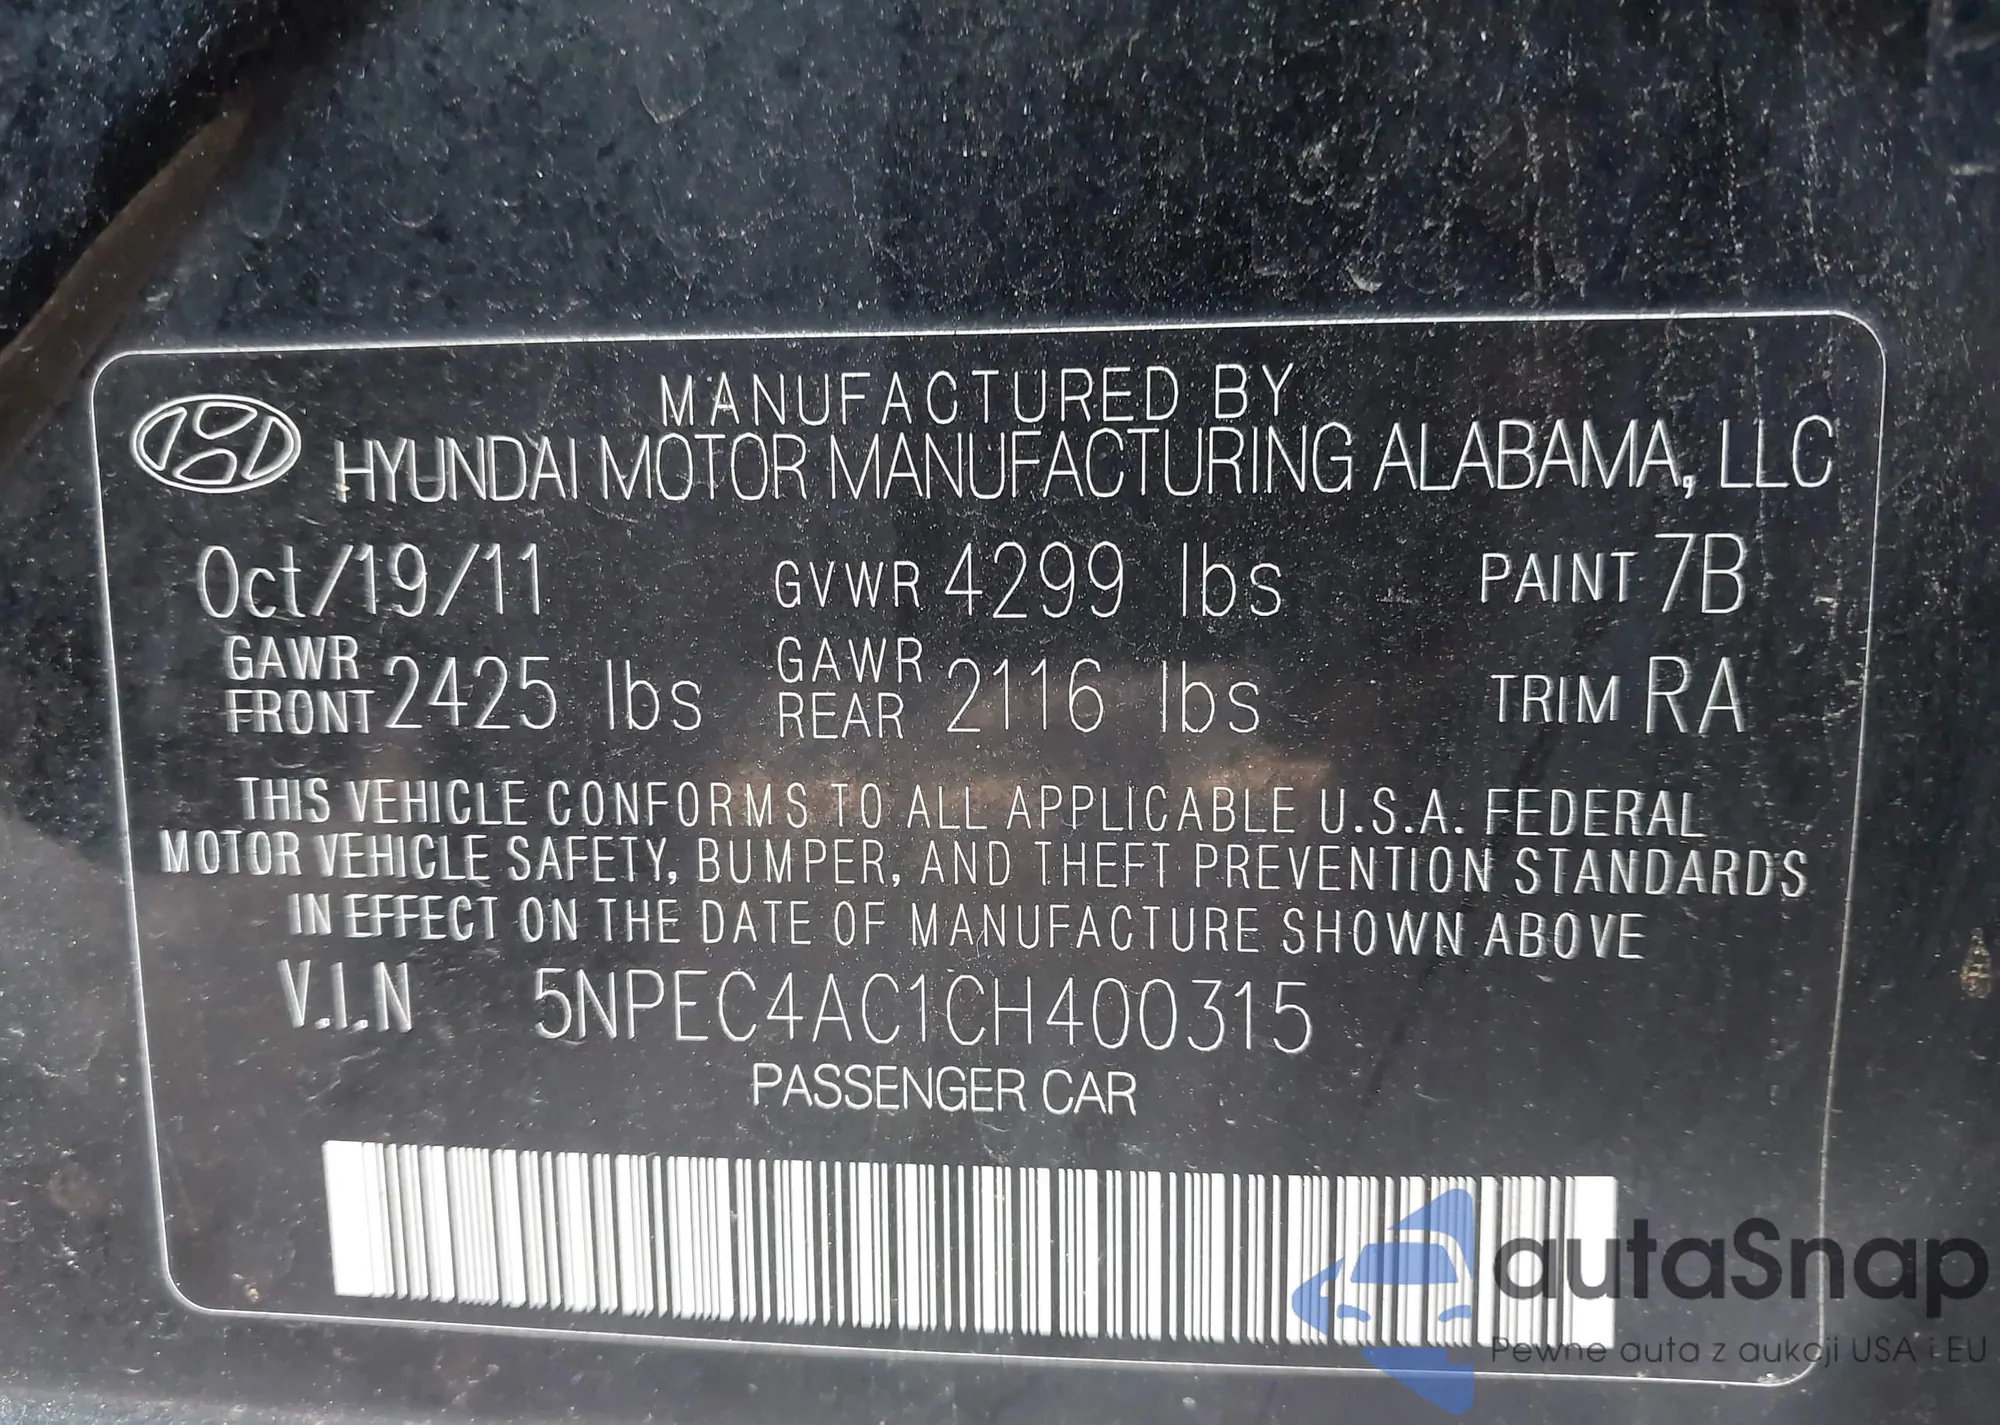 MANUFACTURED BY
HYUNDAI MOTOR MANUFACTURING ALABAMA, LLC
Oct/19/11 GVWR 4299 lbs PAINT 7B
GAWR FRONT 2425 lbs GAWR REAR 2116 lbs TRIM RA
THIS VEHICLE CONFORMS TO ALL APPLICABLE U.S.A. FEDERAL
MOTOR VEHICLE SAFETY, BUMPER, AND THEFT PREVENTION STANDARDS
IN EFFECT ON THE DATE OF MANUFACTURE SHOWN ABOVE
V.I.N 5NPEC4AC1CH400315
PASSENGER CAR
autaSnap
Pewne auta z aukcji USA i EU